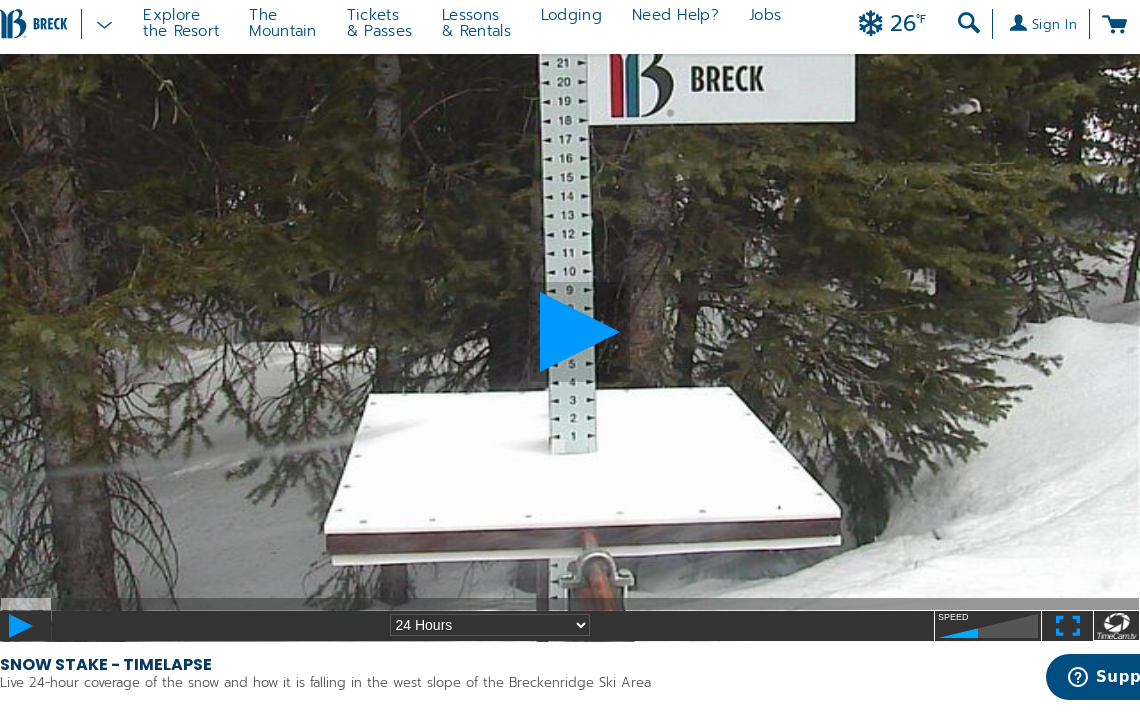 BRECK
Explore
the Resort
The
Mountain
Tickets
& Passes
Lessons
& Rentals
Lodging
Need Help?
Jobs
26°F
Sign In
BRECK
®
21
20
19
18
17
16
15
14
13
12
11
10
9
5
4
3
2
1
24 Hours
SPEED
TimeCam.tv
SNOW STAKE - TIMELAPSE
Live 24-hour coverage of the snow and how it is falling in the west slope of the Breckenridge Ski Area
Supp